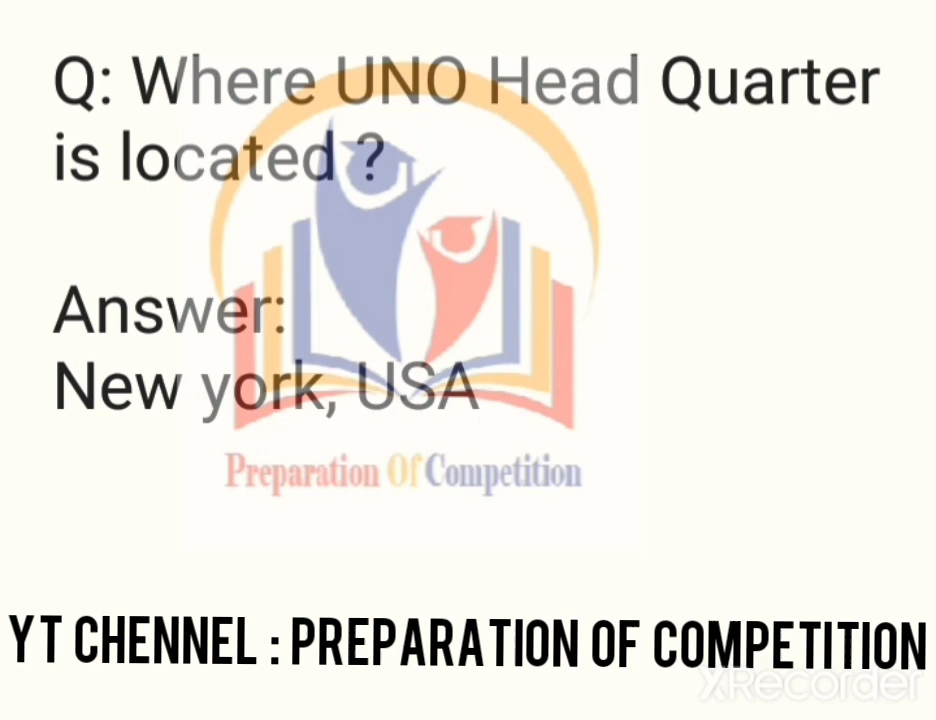 Q: Where UNO Head Quarter
is located ?
Answer:
New york, USA
Preparation Of Competition
YT CHENNEL : PREPARATION OF COMPETITION
XRecorder